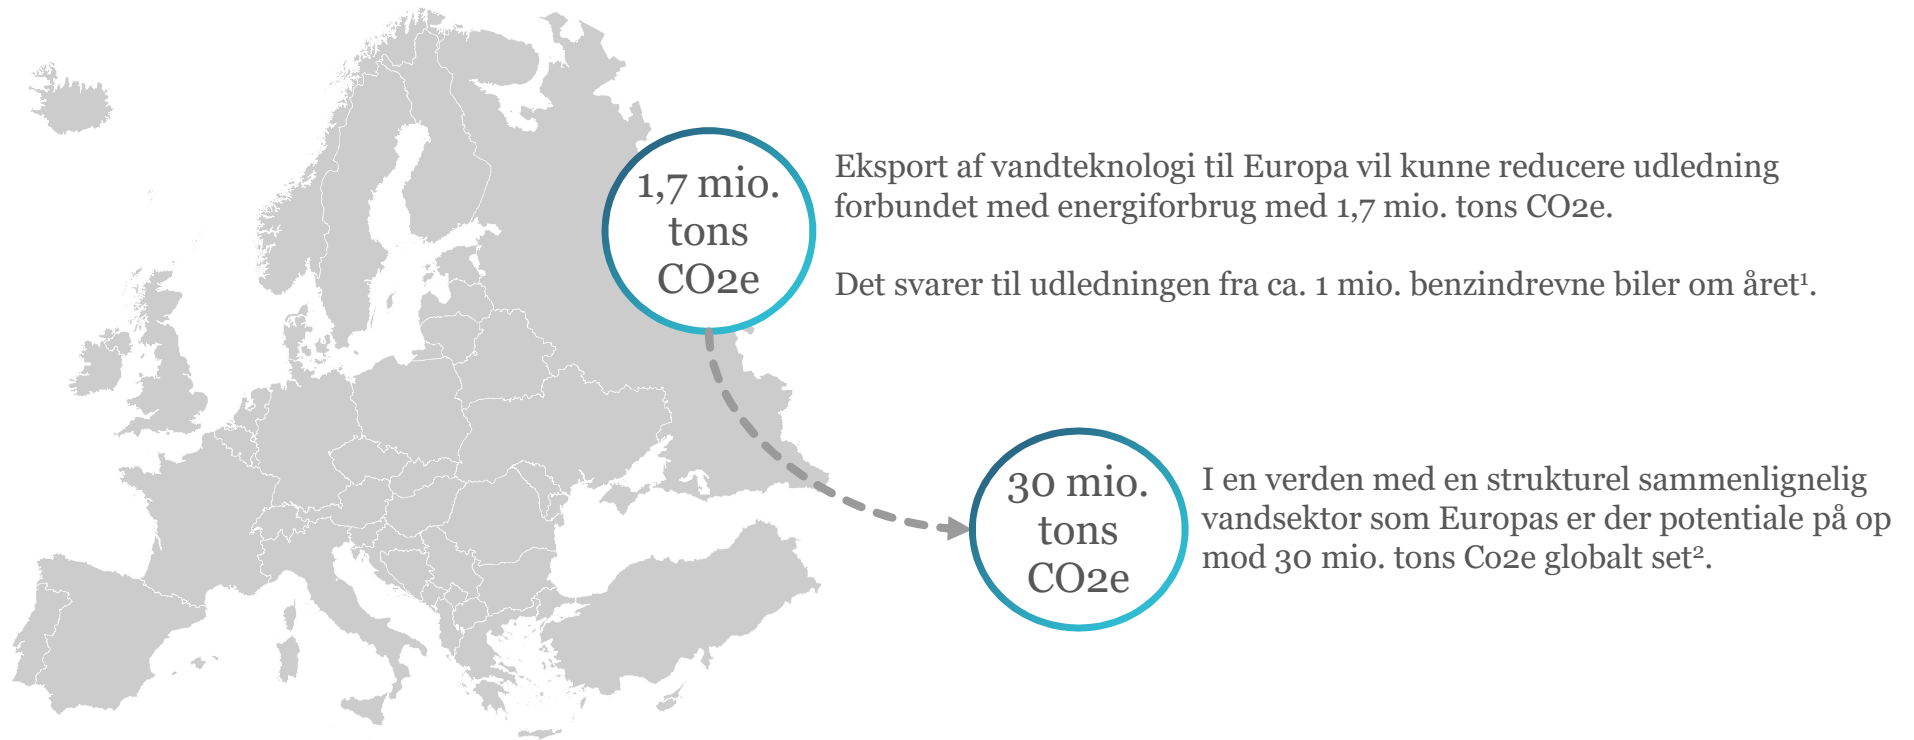 1,7 mio.
tons
CO2e
Eksport af vandteknologi til Europa vil kunne reducere udledning
forbundet med energiforbrug med 1,7 mio. tons CO2e.
Det svarer til udledningen fra ca. 1 mio. benzindrevne biler om året¹.
30 mio.
tons
CO2e
I en verden med en strukturel sammenlignelig
vandsektor som Europas er der potentiale på op
mod 30 mio. tons Co2e globalt set².